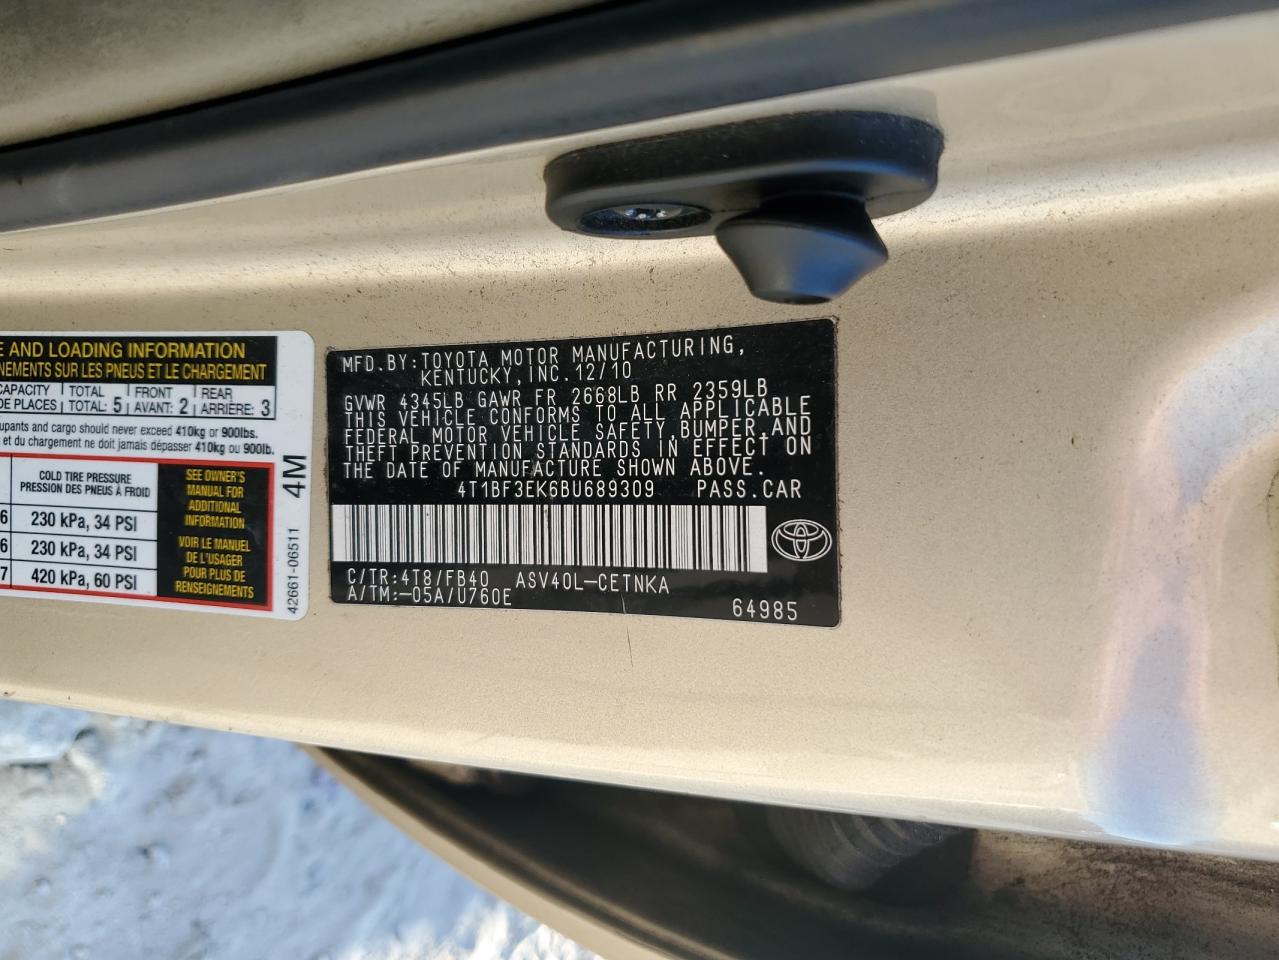 E AND LOADING INFORMATION
NEMENTS SUR LES PNEUS ET LE CHARGEMENT
CAPACITY TOTAL FRONT REAR
DE PLACES TOTAL: 5 AVANT: 2 ARRIÈRE: 3
upants and cargo should never exceed 410kg or 900lbs.
et du chargement ne doit jamais dépasser 410kg ou 900lb.
COLD TIRE PRESSURE
PRESSION DES PNEUS À FROID
6 230 kPa, 34 PSI
6 230 kPa, 34 PSI
7 420 kPa, 60 PSI
SEE OWNER'S
MANUAL FOR
ADDITIONAL
INFORMATION
VOIR LE MANUEL
DE L'USAGER
POUR PLUS DE
RENSEIGNEMENTS
4M
42661-06511
MFD.BY:TOYOTA MOTOR MANUFACTURING,
KENTUCKY, INC. 12/10
GVWR 4345LB GAWR FR 2668LB RR 2359LB
THIS VEHICLE CONFORMS TO ALL APPLICABLE
FEDERAL MOTOR VEHICLE SAFETY, BUMPER, AND
THEFT PREVENTION STANDARDS IN EFFECT ON
THE DATE OF MANUFACTURE SHOWN ABOVE.
4T1BF3EK6BU689309 PASS.CAR
C/TR:4T8/FB40 ASV40L-CETNKA
A/TM:-05A/U760E
64985